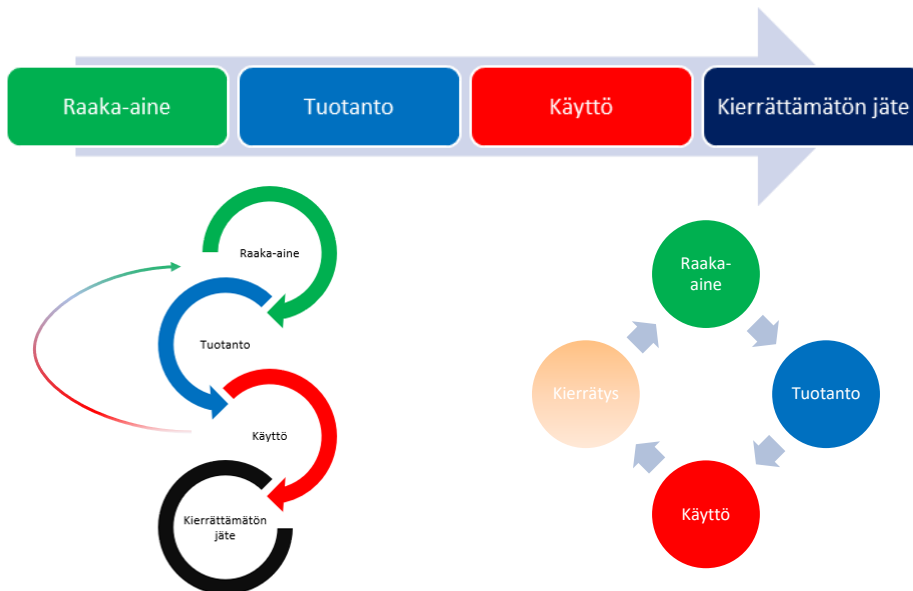 Raaka-aine
Tuotanto
Käyttö
Kierrättämätön jäte
Raaka-aine
Tuotanto
Käyttö
Kierrättämätön
jäte
Raaka-
aine
Tuotanto
Käyttö
Kierrätys